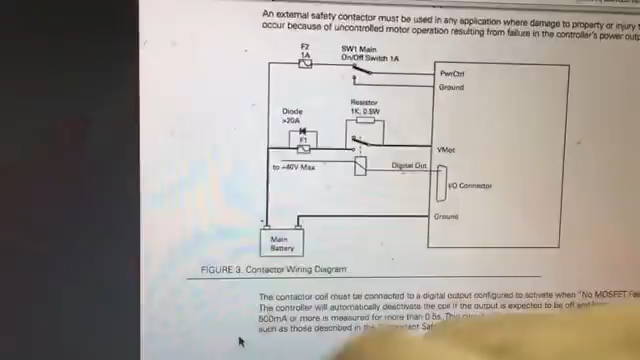 An external safety contactor must be used in any application where damage to property or injury
occur because of uncontrolled motor operation resulting from failure in the controller's power
F2
1A
SW1 Main
On/Off Switch 1A
PwrCtrl
Ground
Resistor
1K, 0.5W
Diode
>20A
F1
VMot
to +40V Max
Digital Out
I/O Connector
Ground
Main
Battery
FIGURE 3. Contactor Wiring Diagram
The contactor coil must be connected to a digital output configured to activate when "No MOSFET
The controller will automatically deactivate the coil if the output is expected to be off and
500mA or more is measured for more than 0.5s. This
such as those described in the